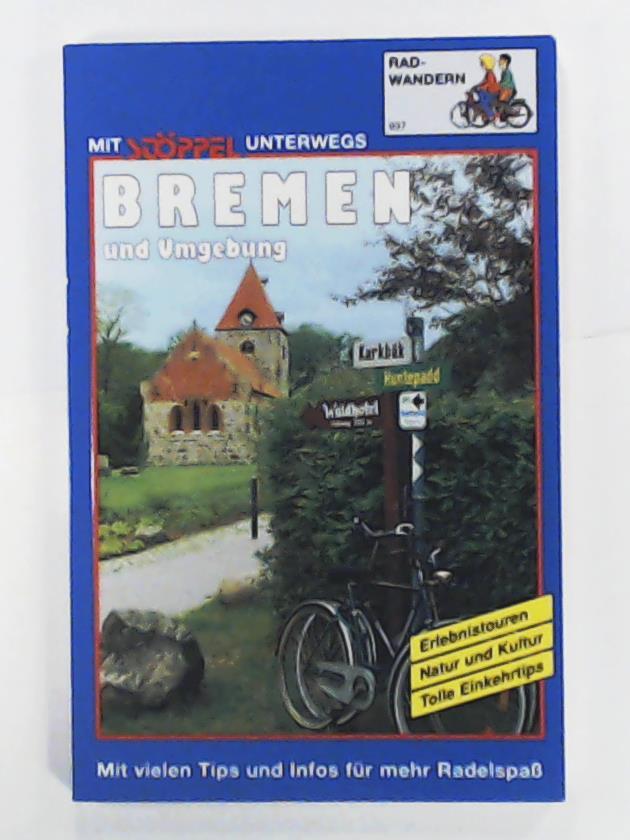 RAD-
WANDERN
937
MIT STÖPPEL UNTERWEGS
BREMEN
und Umgebung
Karkbäk
Huntepadd
Waldhotel
Erlebnistouren
Natur und Kultur
Tolle Einkehrtips
Mit vielen Tips und Infos für mehr Radelspaß